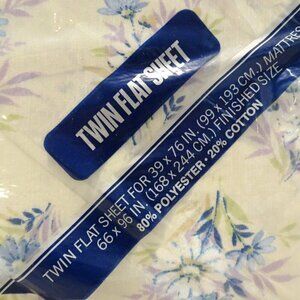 TWIN FLAT SHEET
TWIN FLAT SHEET FOR 39 X 76 IN. (99 X 193 CM.) MATTRES
66 X 96 IN. (168 X 244 CM.) FINISHED SIZE
80% POLYESTER · 20% COTTON